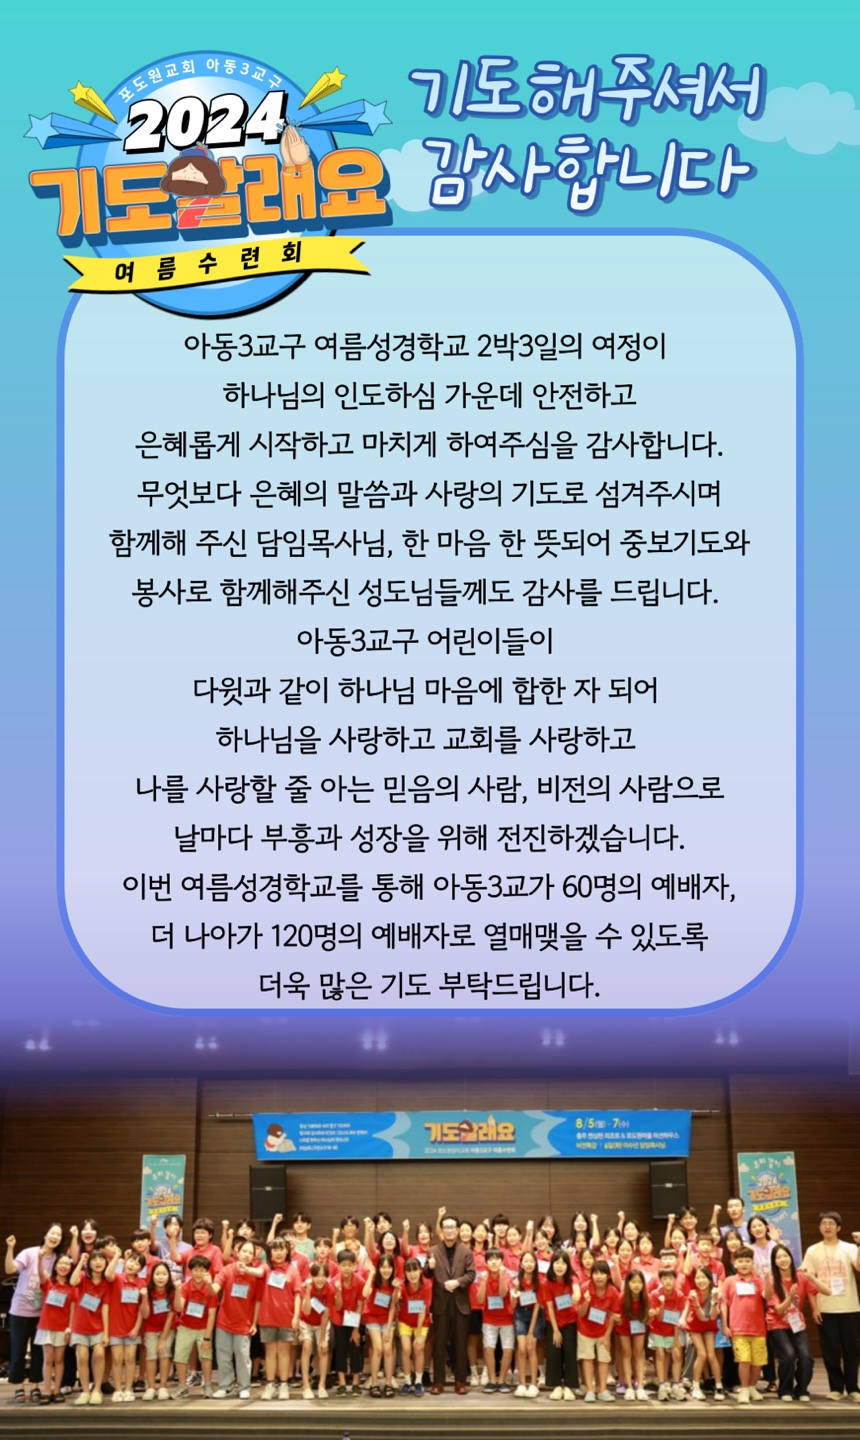 포도원교회 아동3교구
2024
기도할래요
여름수련회
기도해주셔서
감사합니다
아동3교구 여름성경학교 2박3일의 여정이
하나님의 인도하심 가운데 안전하고
은혜롭게 시작하고 마치게 하여주심을 감사합니다.
무엇보다 은혜의 말씀과 사랑의 기도로 섬겨주시며
함께해 주신 담임목사님, 한 마음 한 뜻되어 중보기도와
봉사로 함께해주신 성도님들께도 감사를 드립니다.
아동3교구 어린이들이
다윗과 같이 하나님 마음에 합한 자 되어
하나님을 사랑하고 교회를 사랑하고
나를 사랑할 줄 아는 믿음의 사람, 비전의 사람으로
날마다 부흥과 성장을 위해 전진하겠습니다.
이번 여름성경학교를 통해 아동3교가 60명의 예배자,
더 나아가 120명의 예배자로 열매맺을 수 있도록
더욱 많은 기도 부탁드립니다.
기도할래요
8/5(월) - 7(수)
2024
기도할래요